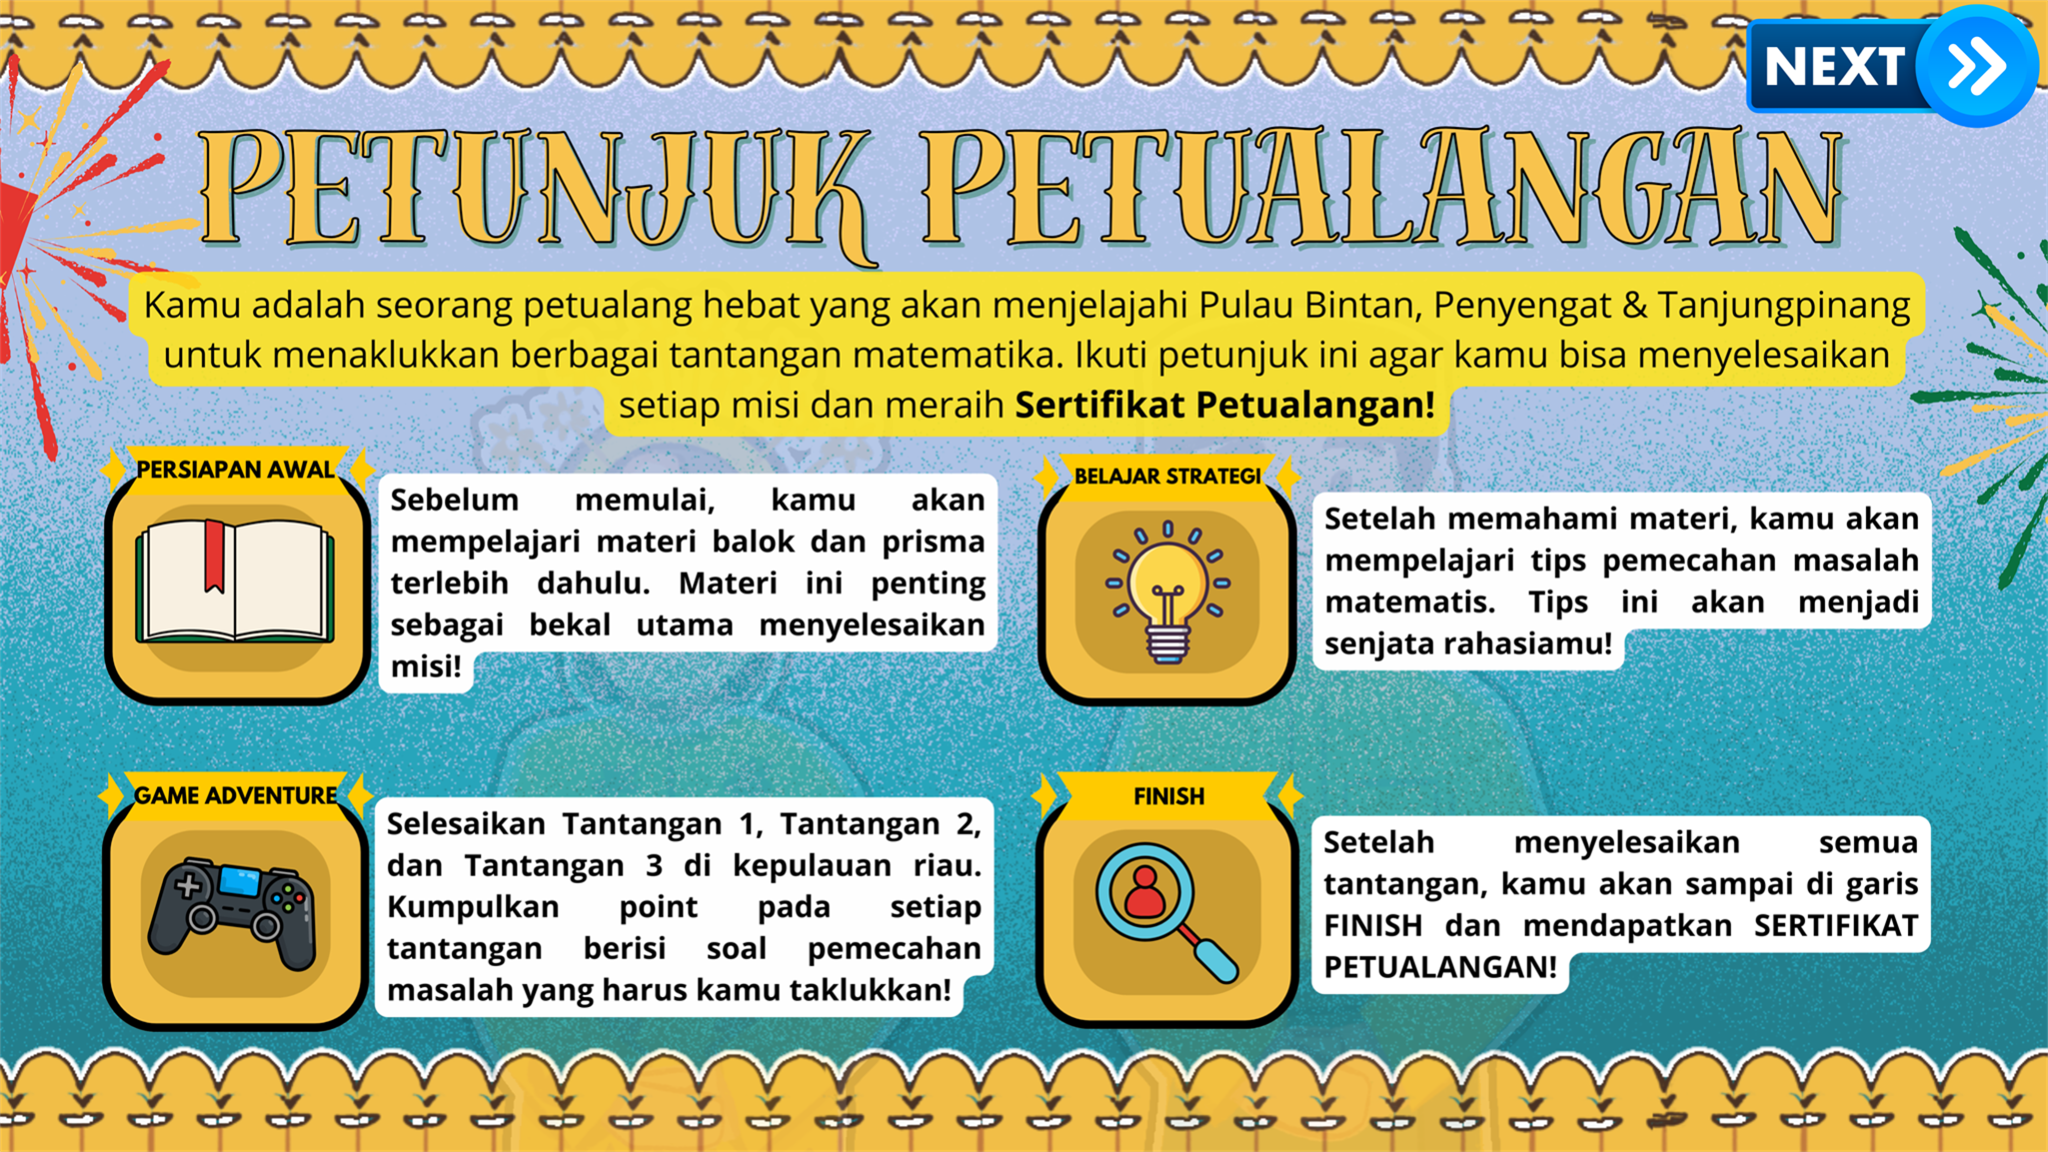 NEXT
PETUNJUK PETUALANGAN
Kamu adalah seorang petualang hebat yang akan menjelajahi Pulau Bintan, Penyengat & Tanjungpinang
untuk menaklukkan berbagai tantangan matematika. Ikuti petunjuk ini agar kamu bisa menyelesaikan
setiap misi dan meraih Sertifikat Petualangan!
PERSIAPAN AWAL
Sebelum memulai, kamu akan
mempelajari materi balok dan prisma
terlebih dahulu. Materi ini penting
sebagai bekal utama menyelesaikan
misi!
BELAJAR STRATEGI
Setelah memahami materi, kamu akan
mempelajari tips pemecahan masalah
matematis. Tips ini akan menjadi
senjata rahasiamu!
GAME ADVENTURE
Selesaikan Tantangan 1, Tantangan 2,
dan Tantangan 3 di kepulauan riau.
Kumpulkan point pada setiap
tantangan berisi soal pemecahan
masalah yang harus kamu taklukkan!
FINISH
Setelah menyelesaikan semua
tantangan, kamu akan sampai di garis
FINISH dan mendapatkan SERTIFIKAT
PETUALANGAN!